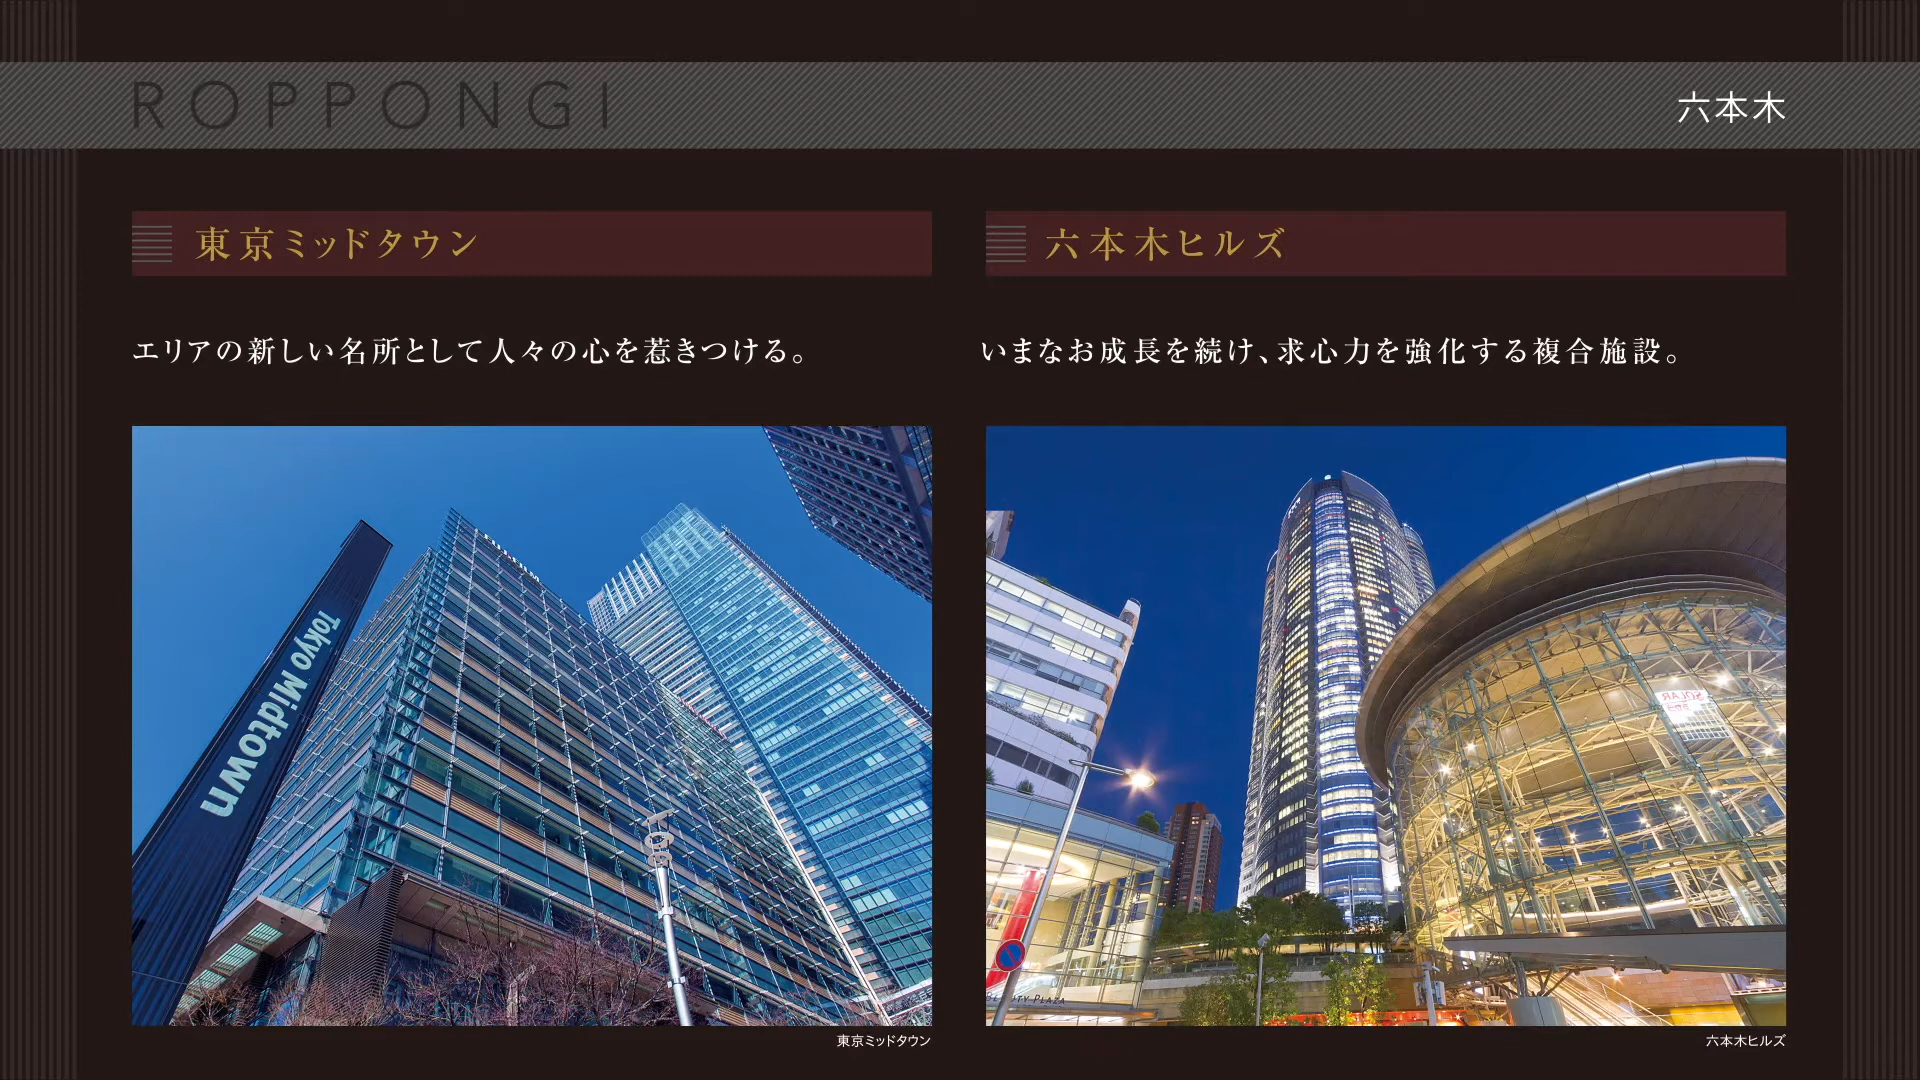 ROPPONGI
六本木
東京ミッドタウン
エリアの新しい名所として人々の心を惹きつける。
Tokyo Midtown
東京ミッドタウン
六本木ヒルズ
いまなお成長を続け、求心力を強化する複合施設。
六本木ヒルズ